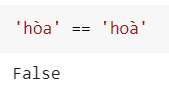 'hòa' == 'hoà'
False